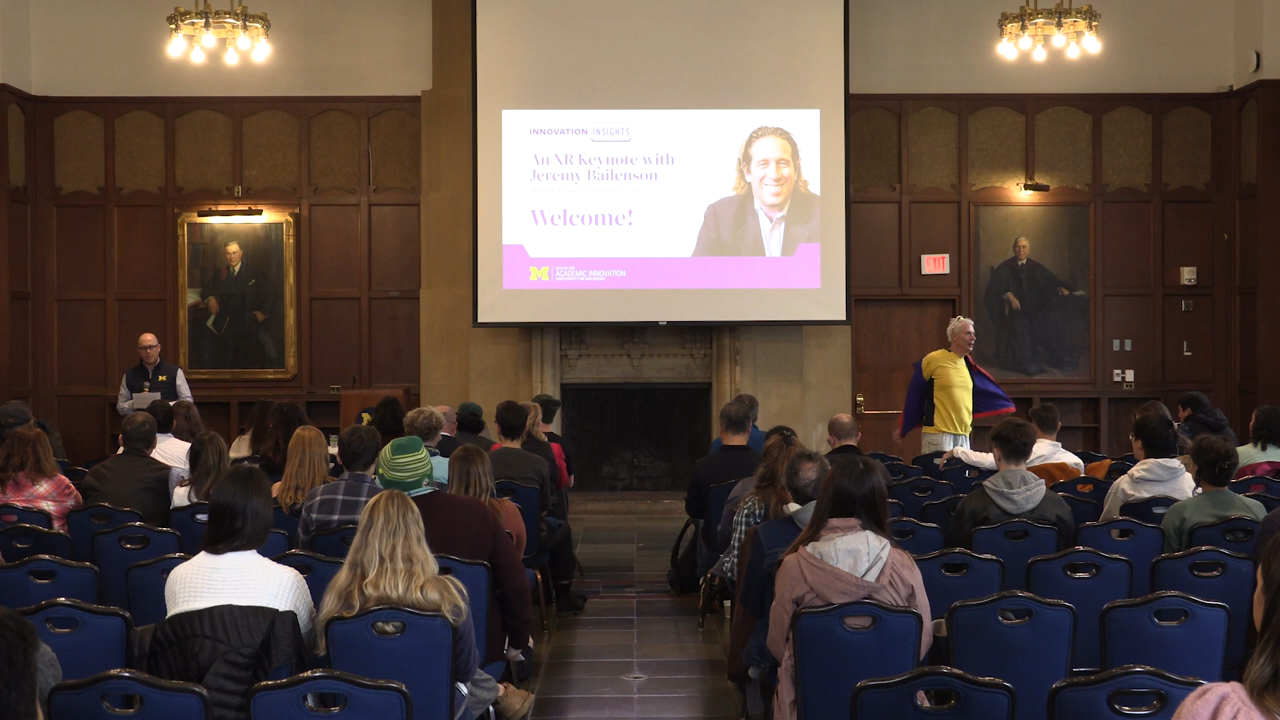 INNOVATION INSIGHTS
An XR Keynote with
Jeremy Bailenson
Welcome!
M
ACADEMIC INNOVATION
EXIT
M